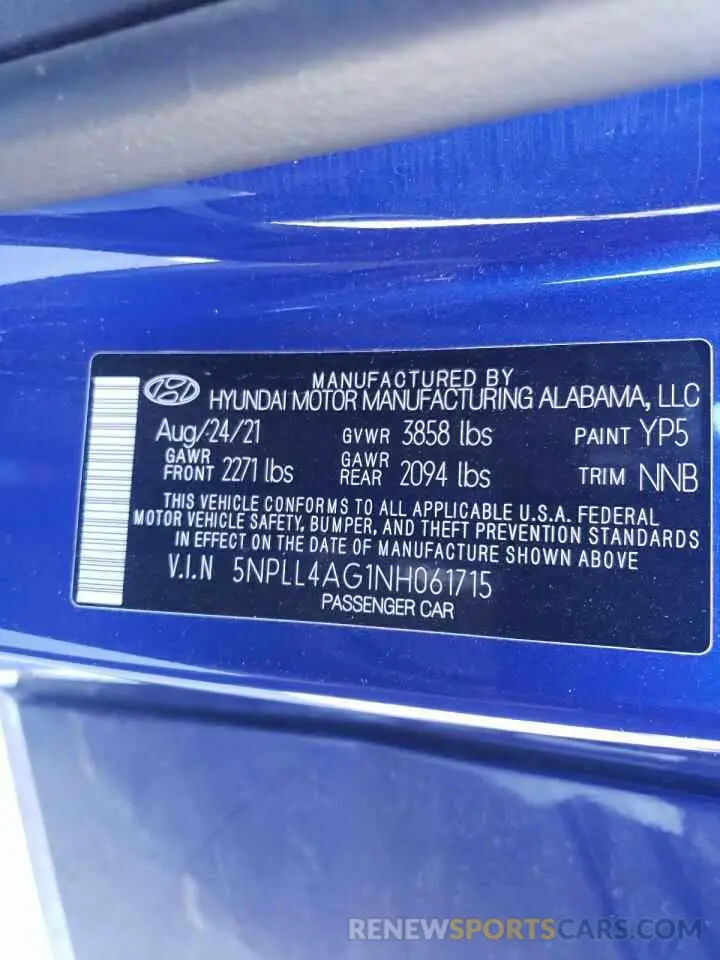 MANUFACTURED BY
HYUNDAI MOTOR MANUFACTURING ALABAMA, LLC
Aug/24/21 GVWR 3858 lbs PAINT YP5
GAWR FRONT 2271 lbs GAWR REAR 2094 lbs TRIM NNB
THIS VEHICLE CONFORMS TO ALL APPLICABLE U.S.A. FEDERAL
MOTOR VEHICLE SAFETY, BUMPER, AND THEFT PREVENTION STANDARDS
IN EFFECT ON THE DATE OF MANUFACTURE SHOWN ABOVE
V.I.N 5NPLL4AG1NH061715
PASSENGER CAR
RENEWSPORTSCARS.COM